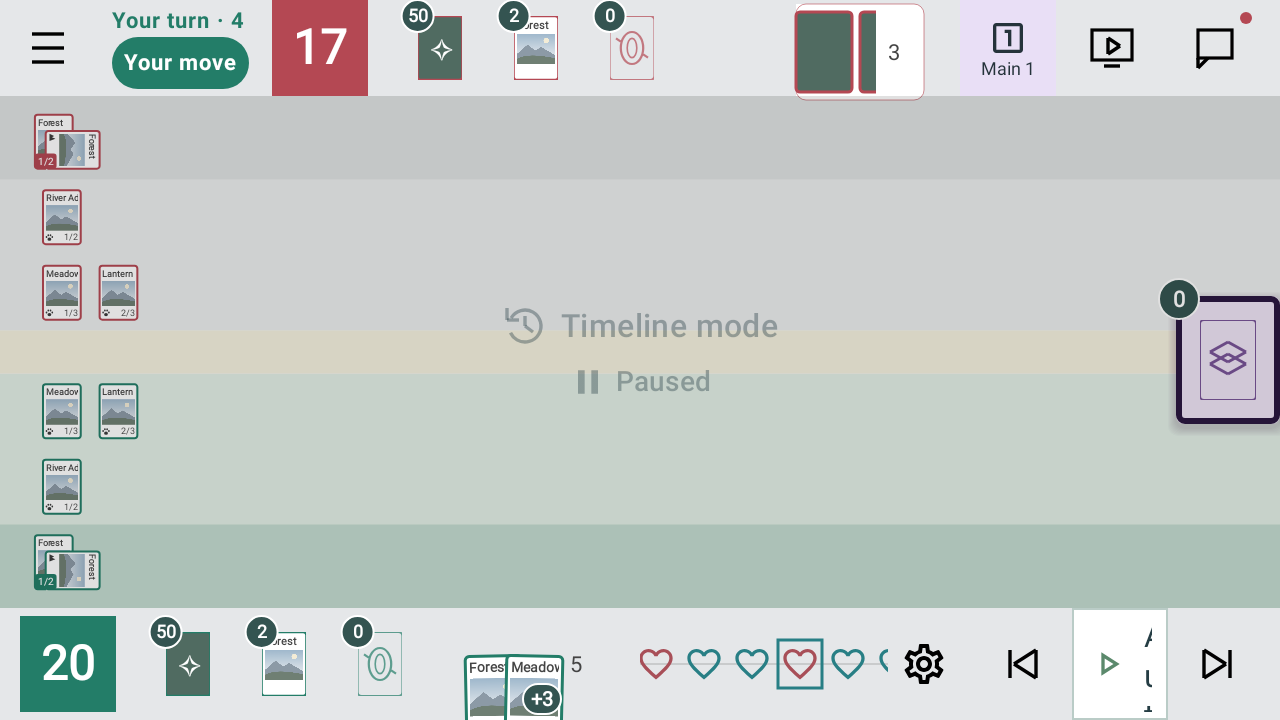 Your turn · 4
Your move
17
50
2
orest
0
3
1
Main 1
Forest
Forest
1/2
River Ad
1/2
Meadov
1/3
Lantern
2/3
Timeline mode
Paused
0
Meadov
1/3
Lantern
2/3
River Ad
1/2
Forest
Forest
1/2
20
50
2
orest
0
Forest
Meadov
+3
5